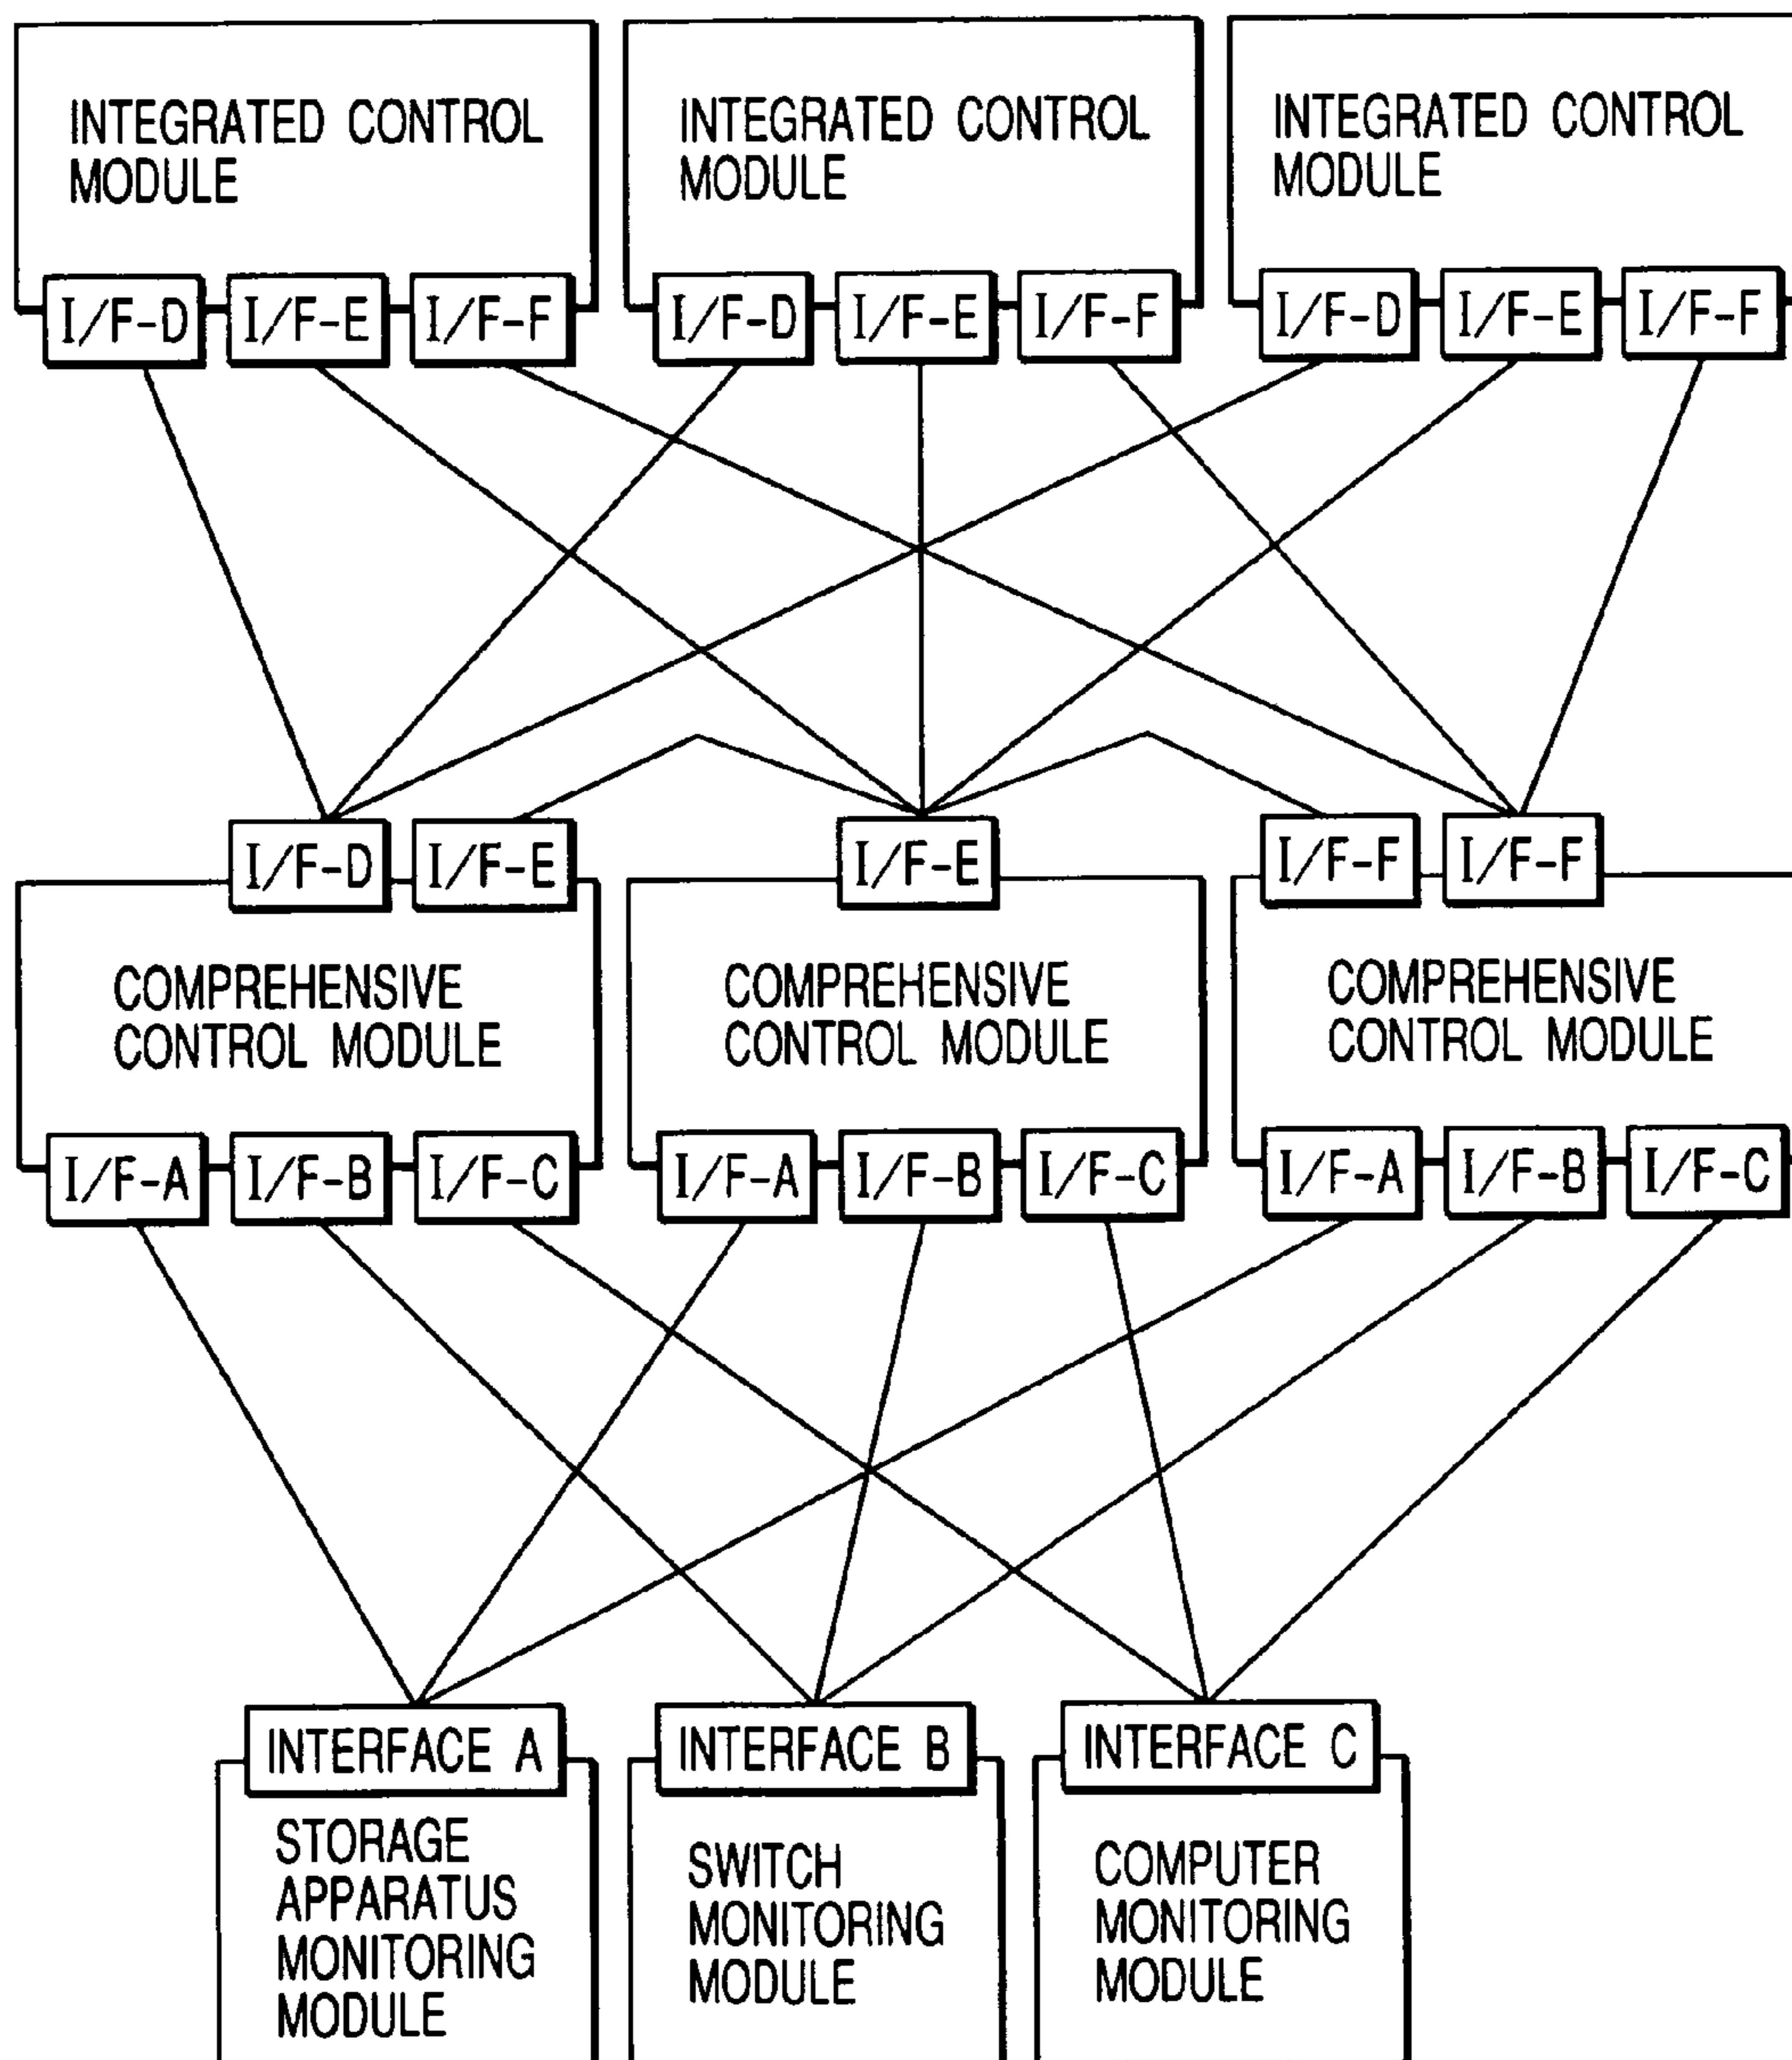 INTEGRATED CONTROL
MODULE
INTEGRATED CONTROL
MODULE
INTEGRATED CONTROL
MODULE
I/F-D
I/F-E
I/F-F
I/F-D
I/F-E
I/F-F
I/F-D
I/F-E
I/F-F
I/F-D
I/F-E
I/F-E
I/F-F
I/F-F
COMPREHENSIVE
CONTROL MODULE
COMPREHENSIVE
CONTROL MODULE
COMPREHENSIVE
CONTROL MODULE
I/F-A
I/F-B
I/F-C
I/F-A
I/F-B
I/F-C
I/F-A
I/F-B
I/F-C
INTERFACE A
STORAGE
APPARATUS
MONITORING
MODULE
INTERFACE B
SWITCH
MONITORING
MODULE
INTERFACE C
COMPUTER
MONITORING
MODULE